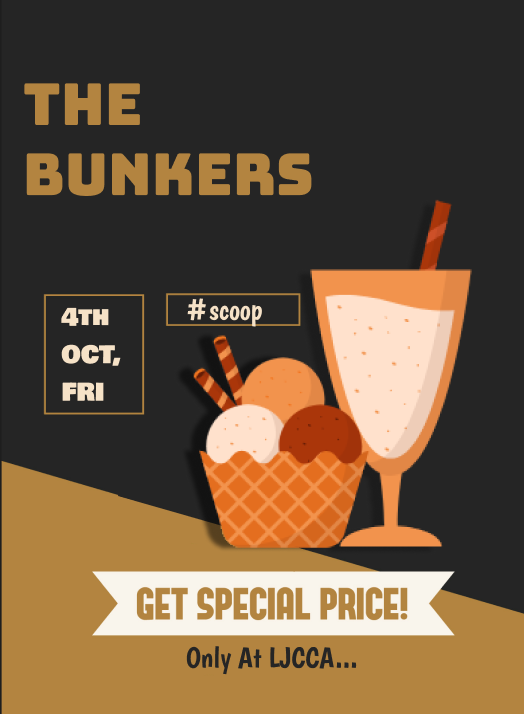 THE
BUNKERS
4TH
OCT,
FRI
#scoop
GET SPECIAL PRICE!
Only At LJCCA...